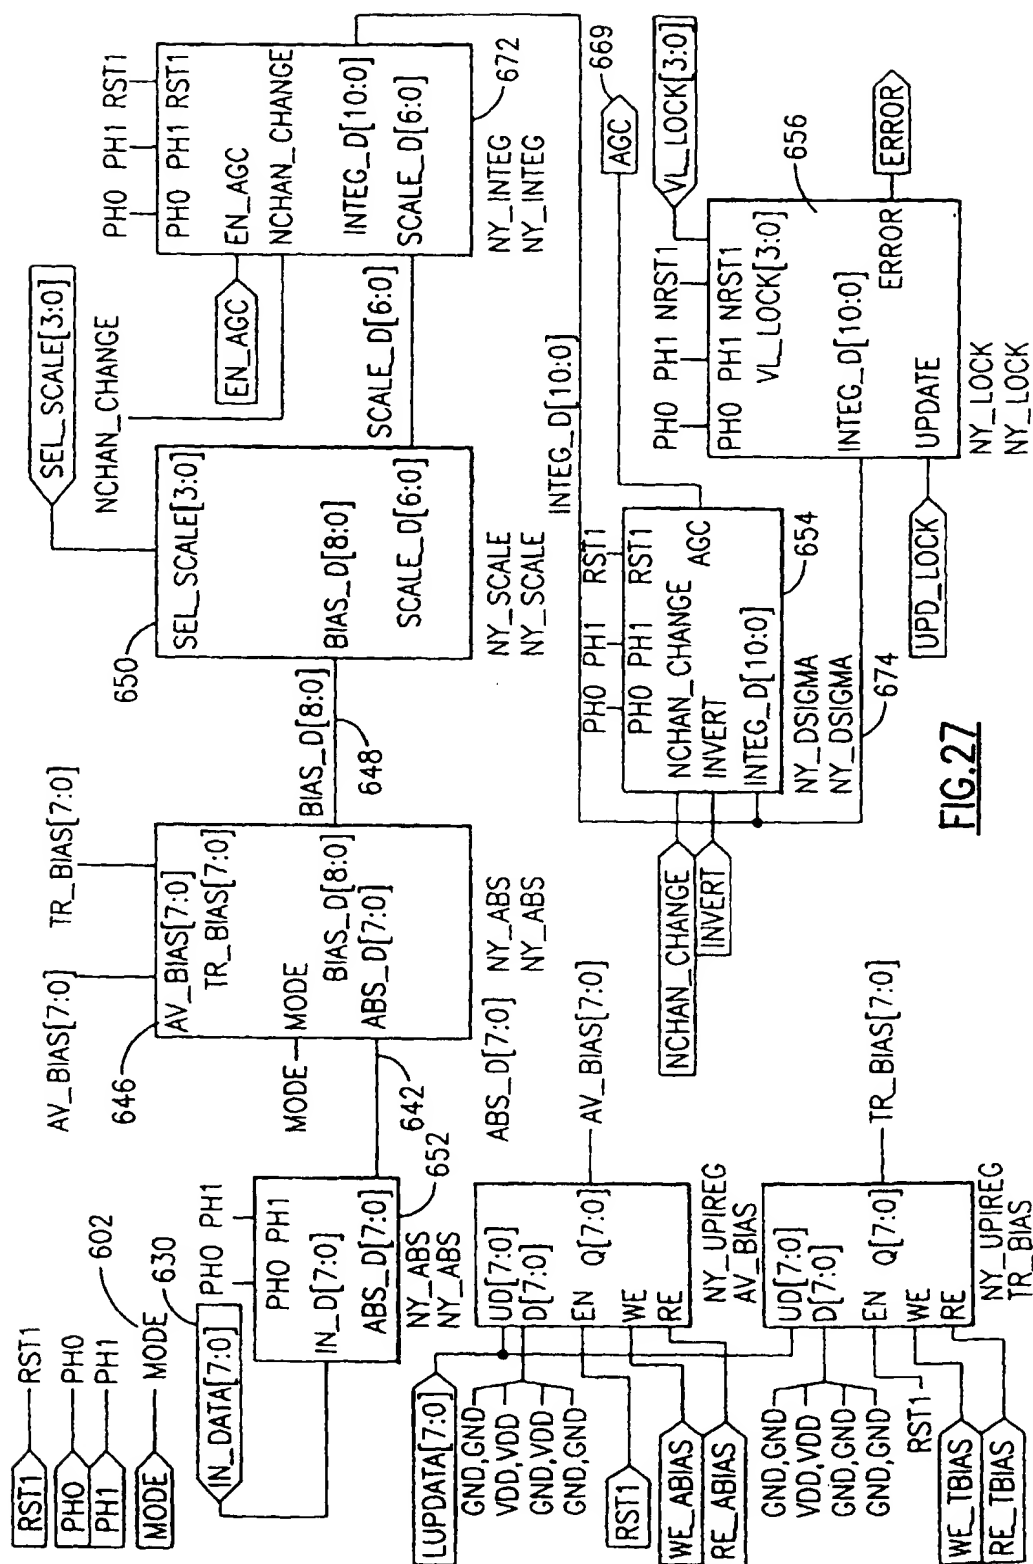 RST1
RST1
PH0
PH0
PH1
PH1
MODE
MODE
602
IN_DATA[7:0]
630
PH0 PH1
PH0 PH1
IN_D[7:0]
ABS_D[7:0]
NY_ABS
NY_ABS
652
642
AV_BIAS[7:0]
TR_BIAS[7:0]
646
AV_BIAS[7:0]
TR_BIAS[7:0]
MODE
MODE
BIAS_D[8:0]
ABS_D[7:0]
ABS_D[7:0]
NY_ABS
NY_ABS
BIAS_D[8:0]
648
650
SEL_SCALE[3:0]
SEL_SCALE[3:0]
BIAS_D[8:0]
SCALE_D[6:0]
NY_SCALE
NY_SCALE
NCHAN_CHANGE
EN_AGC
SCALE_D[6:0]
PH0 PH1 RST1
PH0 PH1 RST1
EN_AGC
NCHAN_CHANGE
INTEG_D[10:0]
SCALE_D[6:0]
672
NY_INTEG
NY_INTEG
LUPDATA[7:0]
GND,GND
VDD,VDD
GND,VDD
GND,GND
RST1
WE_ABIAS
RE_ABIAS
UD[7:0]
D[7:0]
EN
Q[7:0]
WE
RE
AV_BIAS[7:0]
NY_UPIREG
AV_BIAS
GND,GND
VDD,VDD
GND,GND
GND,GND
RST1
WE_TBIAS
RE_TBIAS
UD[7:0]
D[7:0]
EN
Q[7:0]
WE
RE
TR_BIAS[7:0]
NY_UPIREG
TR_BIAS
INTEG_D[10:0]
NCHAN_CHANGE
INVERT
PH0 PH1 RST1
PH0 PH1 RST1
NCHAN_CHANGE
INVERT
AGC
INTEG_D[10:0]
654
NY_DSIGMA
NY_DSIGMA
674
669
AGC
VL_LOCK[3:0]
PH0 PH1 NRST1
PH0 PH1 NRST1
VL_LOCK[3:0]
INTEG_D[10:0]
ERROR
ERROR
UPDATE
656
UPD_LOCK
NY_LOCK
NY_LOCK
FIG.27